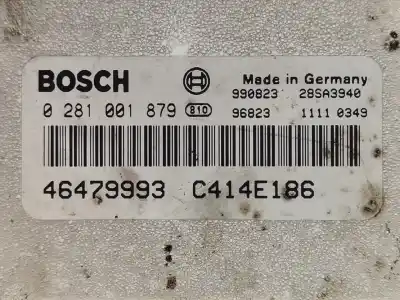 BOSCH Made in Germany
990823 28SA3940
0 281 001 879 810 96823 1111 0349
46479993 C414E186